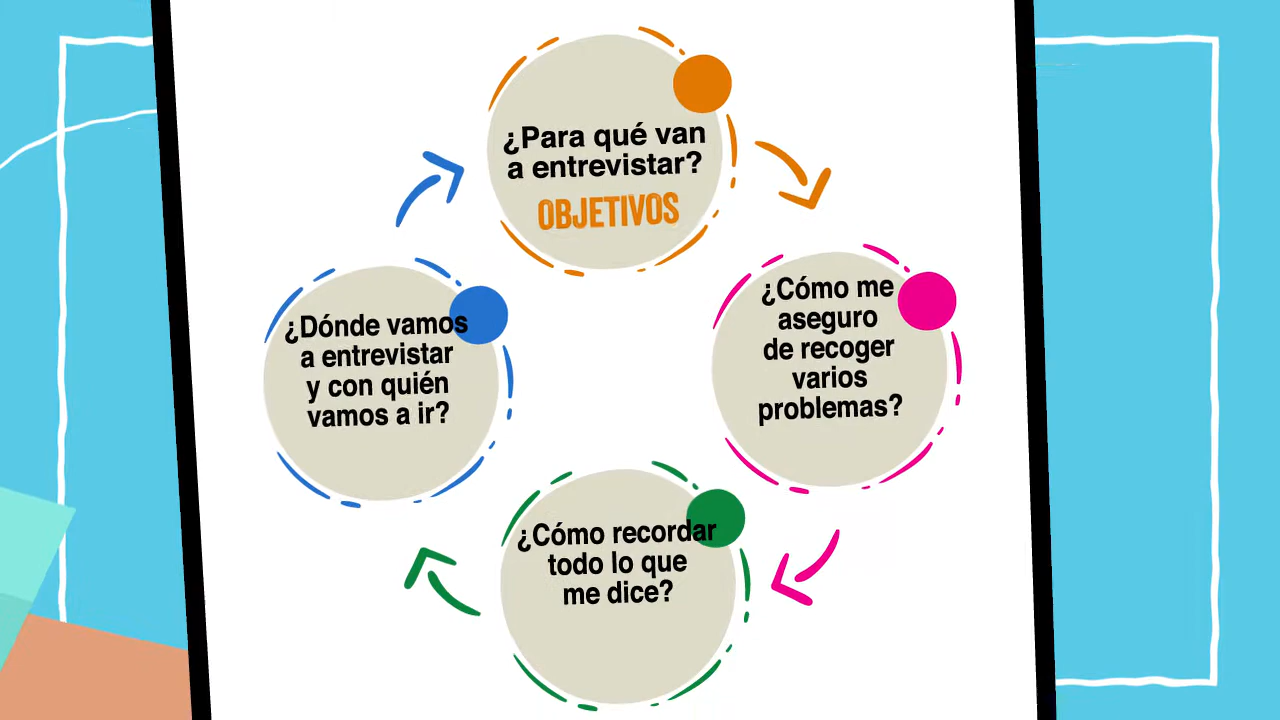 ¿Para qué van
a entrevistar?
OBJETIVOS
¿Cómo me
aseguro
de recoger
varios
problemas?
¿Cómo recordar
todo lo que
me dice?
¿Dónde vamos
a entrevistar
y con quién
vamos a ir?